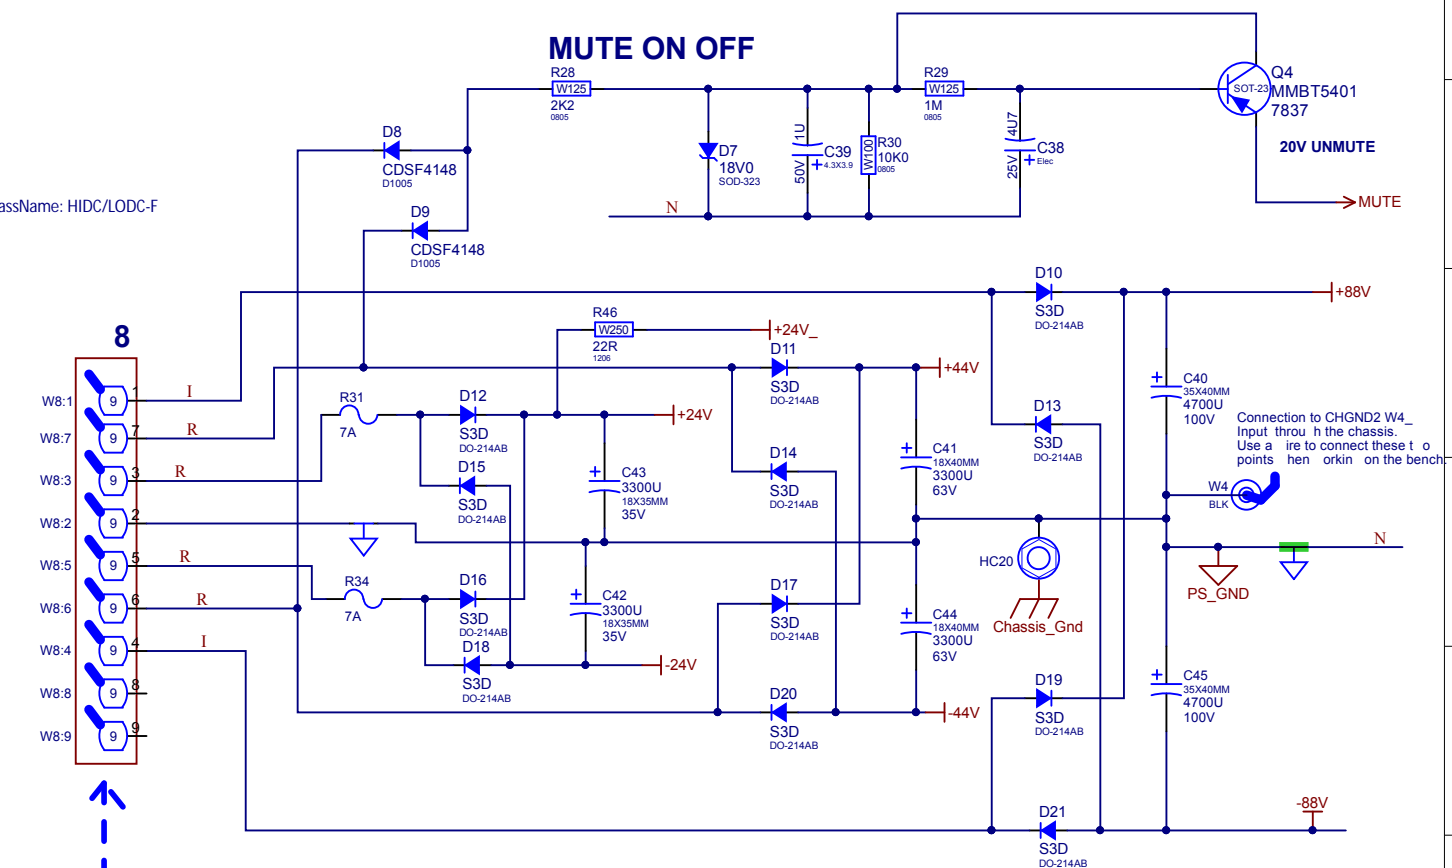 MUTE ON OFF
R28
W125
2K2
0805
R29
W125
1M
0805
Q4
SOT-23
MMBT5401
7837
20V UNMUTE
MUTE
D8
CDSF4148
D1005
D9
CDSF4148
D1005
D7
18V0
SOD-323
1U
C39
50V
4.3X3.9
R30
W100
10K0
0805
4U7
C38
25V
Elec
N
assName: HIDC/LODC-F
8
W8:1
9
1
I
W8:7
9
7
R
W8:3
9
3
R
W8:2
9
2
W8:5
9
5
R
W8:6
9
6
R
W8:4
9
4
I
W8:8
9
8
W8:9
9
9
R46
W250
22R
1206
+24V_
R31
7A
D12
S3D
DO-214AB
+24V
D15
S3D
DO-214AB
C43
3300U
18X35MM
35V
R34
7A
D16
S3D
DO-214AB
D18
S3D
DO-214AB
C42
3300U
18X35MM
35V
-24V
D11
S3D
DO-214AB
+44V
D14
S3D
DO-214AB
C41
18X40MM
3300U
63V
D17
S3D
DO-214AB
C44
18X40MM
3300U
63V
D20
S3D
DO-214AB
-44V
HC20
Chassis_Gnd
D10
S3D
DO-214AB
+88V
D13
S3D
DO-214AB
C40
35X40MM
4700U
100V
Connection to CHGND2 W4_
Input throu h the chassis.
Use a ire to connect these t o
points hen orkin on the bench.
W4
BLK
N
PS_GND
D19
S3D
DO-214AB
C45
35X40MM
4700U
100V
D21
S3D
DO-214AB
-88V